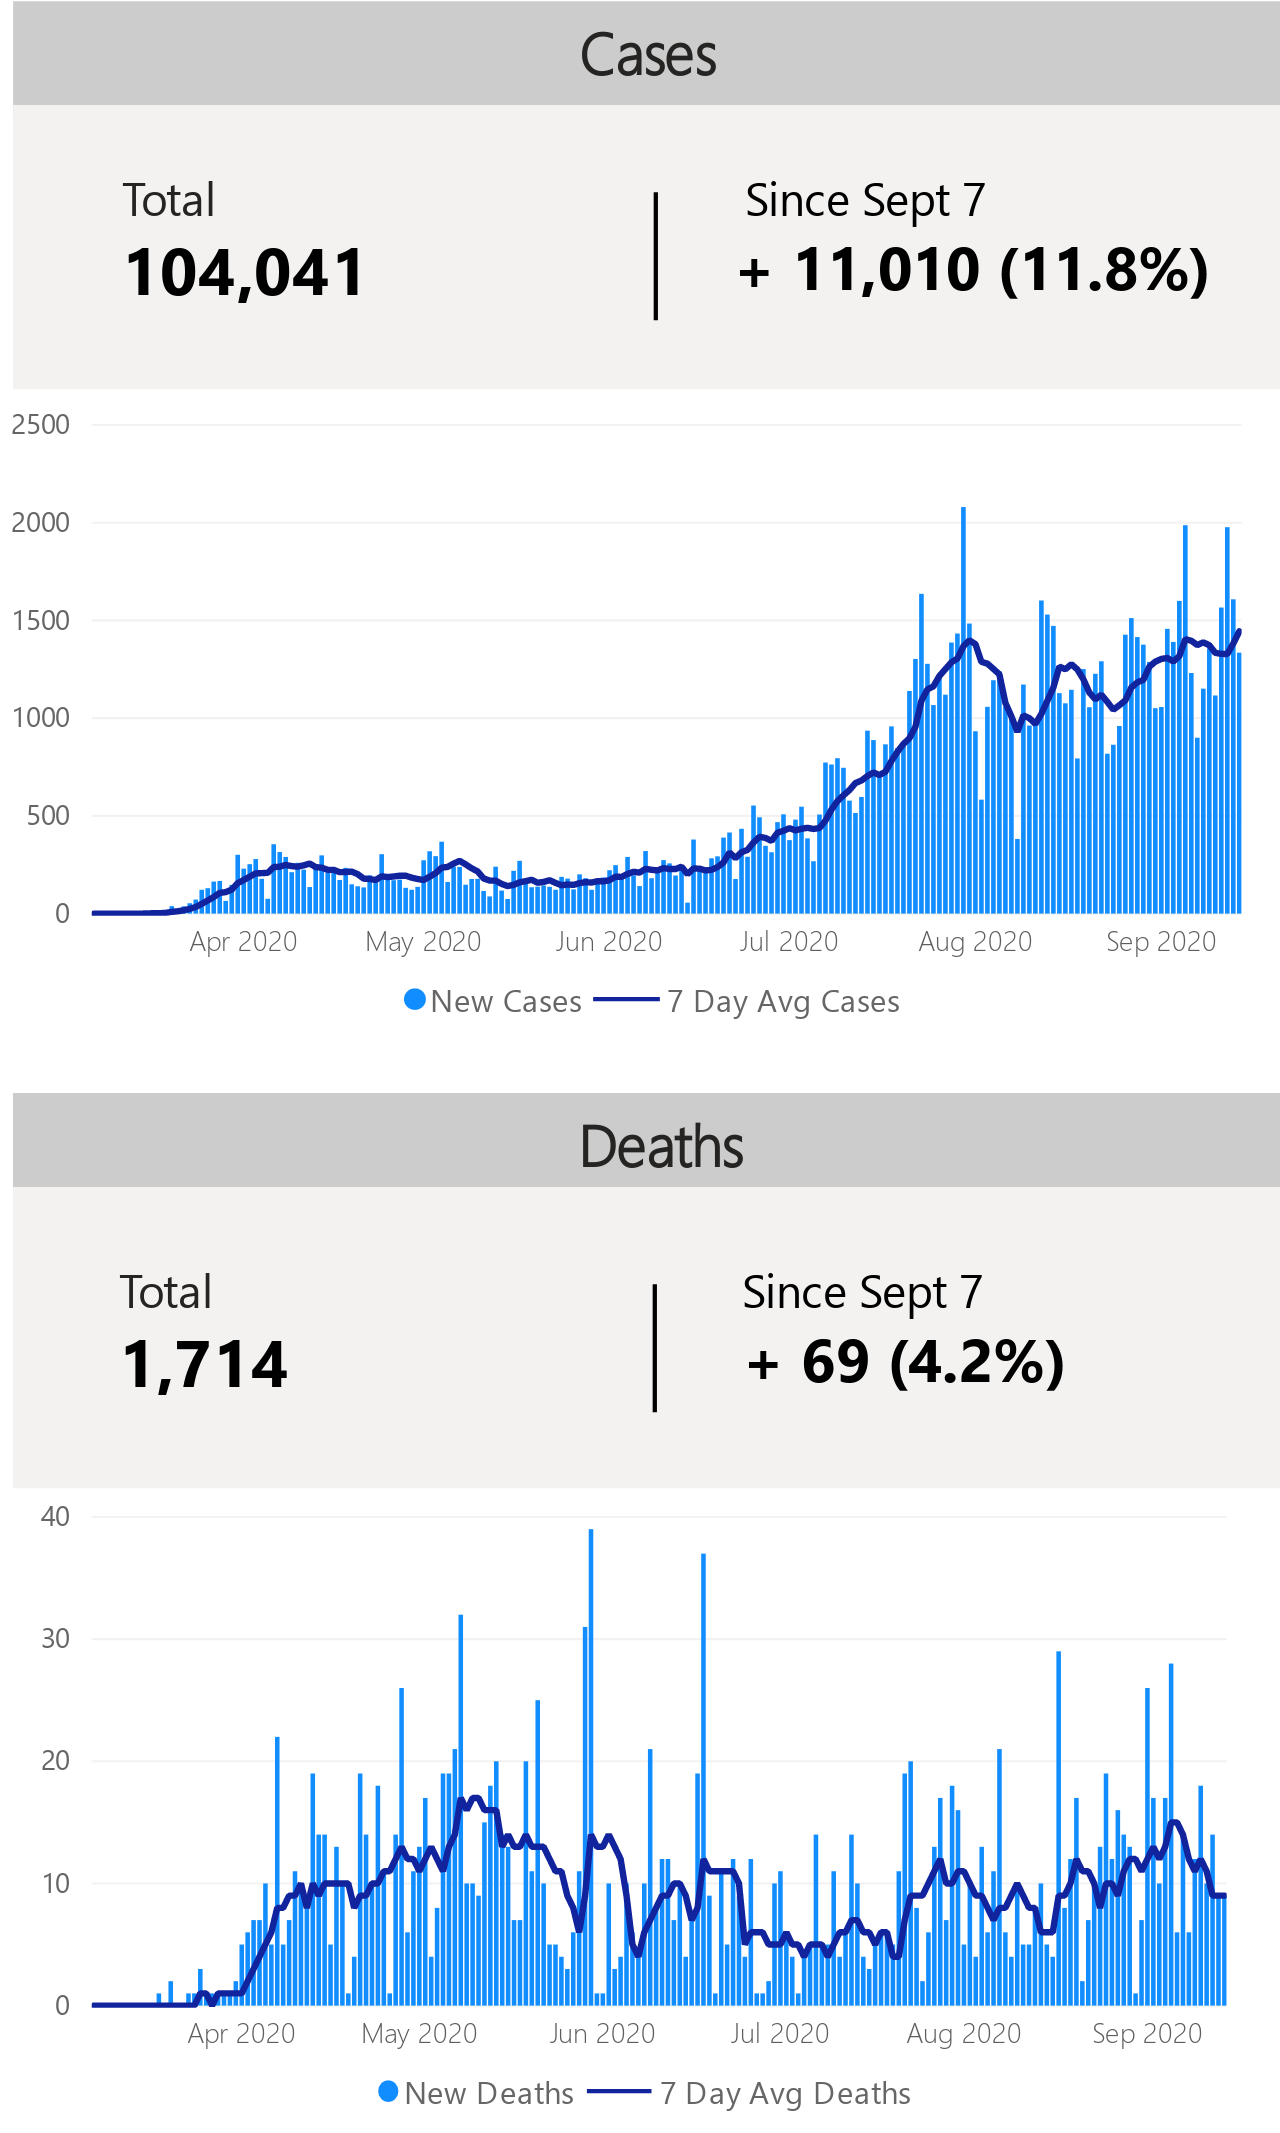 Cases
Total
Since Sept 7
104,041
+ 11,010 (11.8%)
2500
2000
1500
1000
500
0
Apr 2020 May 2020 Jun 2020 Jul 2020 Aug 2020 Sep 2020
New Cases 7 Day Avg Cases
Deaths
Total
Since Sept 7
1,714
+ 69 (4.2%)
40
30
20
10
0
Apr 2020 May 2020 Jun 2020 Jul 2020 Aug 2020 Sep 2020
New Deaths 7 Day Avg Deaths